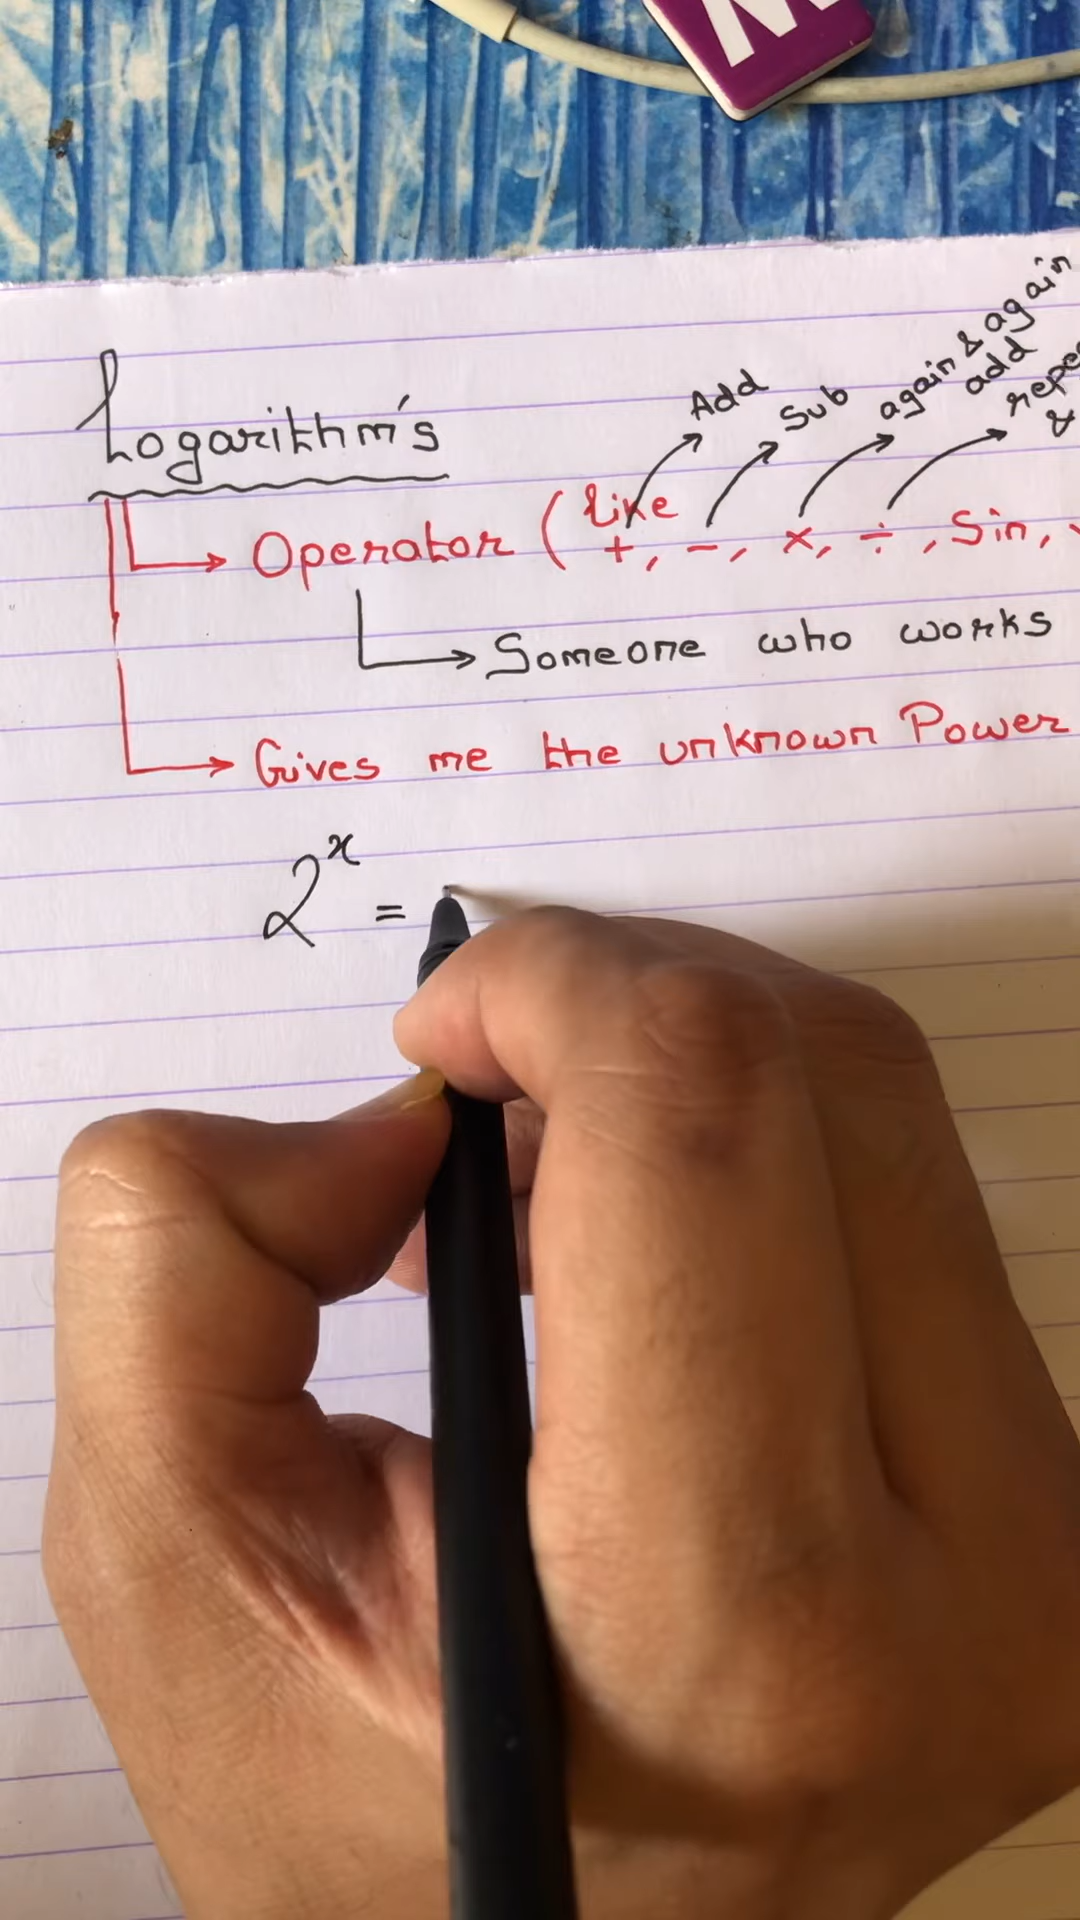 Add
Sub
again & again
add
Logarithm's
Operator (like
+, -, ×, ÷, Sin,
Someone who works
Gives me the unknown Power
2^x =